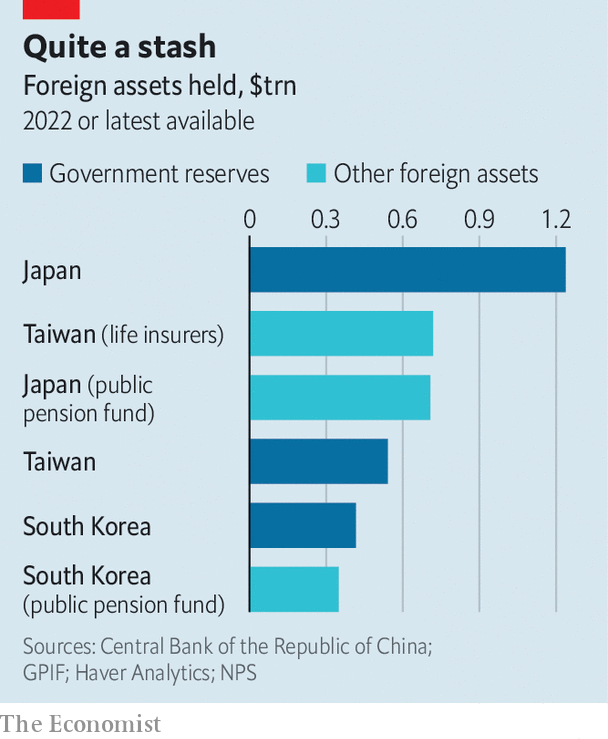 Quite a stash
Foreign assets held, $trn
2022 or latest available
Government reserves
Other foreign assets
0 0.3 0.6 0.9 1.2
Japan
Taiwan (life insurers)
Japan (public
pension fund)
Taiwan
South Korea
South Korea
(public pension fund)
Sources: Central Bank of the Republic of China;
GPIF; Haver Analytics; NPS
The Economist